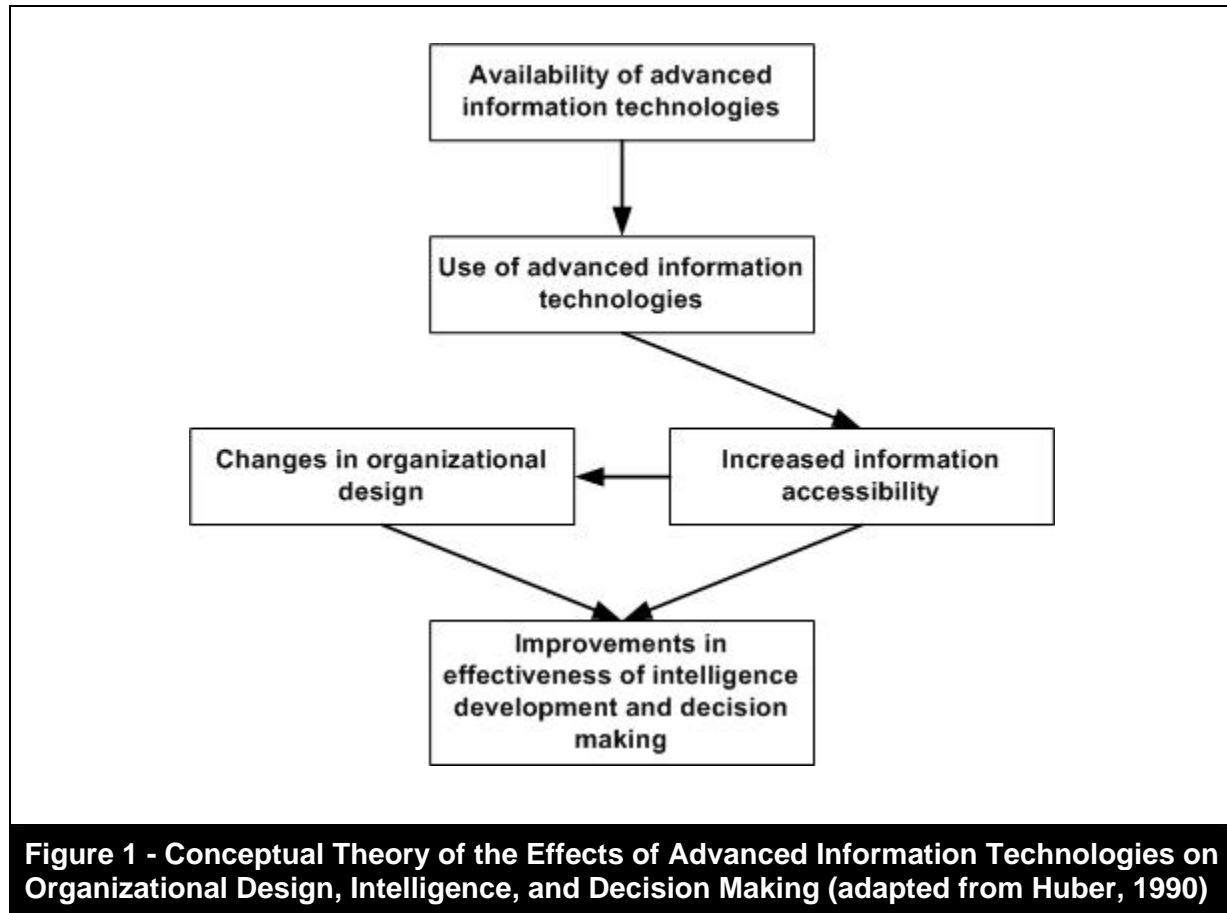 Availability of advanced
information technologies
Use of advanced information
technologies
Changes in organizational
design
Increased information
accessibility
Improvements in
effectiveness of intelligence
development and decision
making
Figure 1 - Conceptual Theory of the Effects of Advanced Information Technologies on
Organizational Design, Intelligence, and Decision Making (adapted from Huber, 1990)